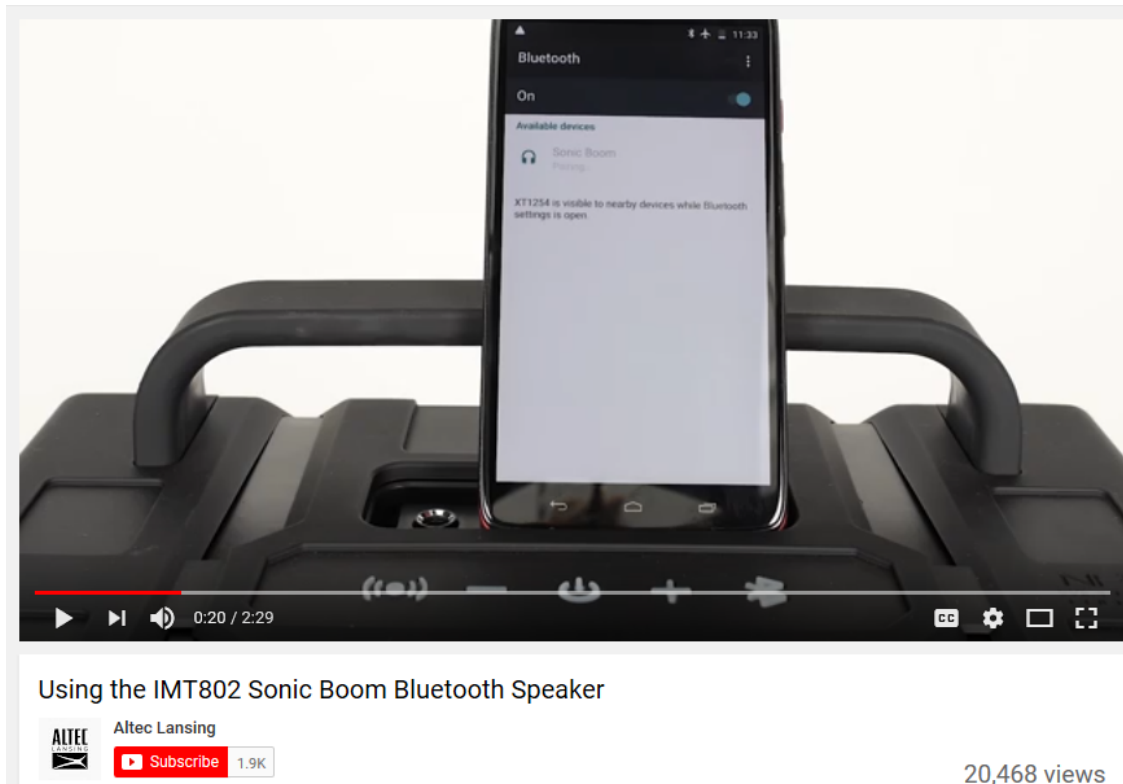 11:33
Bluetooth
On
Available devices
Sonic Boom
Pairing...
XT1254 is visible to nearby devices while Bluetooth
settings is open
0:20 / 2:29
CC
Using the IMT802 Sonic Boom Bluetooth Speaker
ALTEC
LANSING
Altec Lansing
Subscribe 1.9K
20,468 views